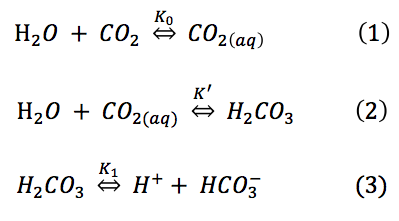 H₂O + CO₂ ⇔ᴷ⁰ CO₂₍ₐq₎ (1)
H₂O + CO₂₍ₐq₎ ⇔ᴷ′ H₂CO₃ (2)
H₂CO₃ ⇔ᴷ¹ H⁺ + HCO₃⁻ (3)